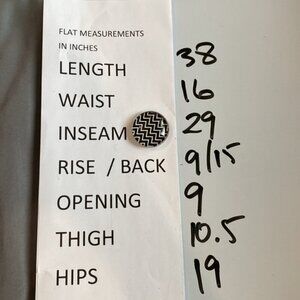 FLAT MEASUREMENTS
IN INCHES
LENGTH 38
WAIST 16
INSEAM 29
RISE / BACK 9/15
OPENING 9
THIGH 10.5
HIPS 19